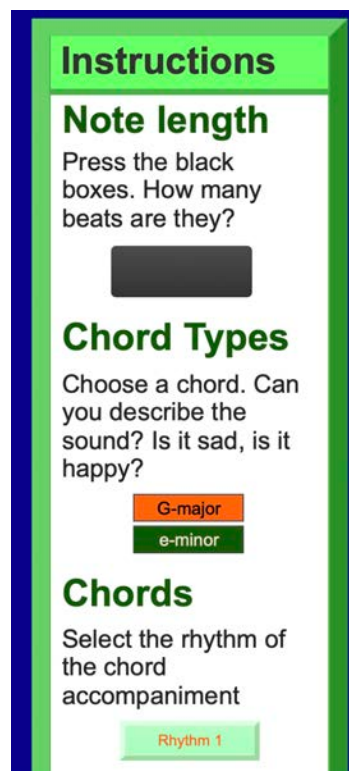 Instructions
Note length
Press the black
boxes. How many
beats are they?
Chord Types
Choose a chord. Can
you describe the
sound? Is it sad, is it
happy?
G-major
e-minor
Chords
Select the rhythm of
the chord
accompaniment
Rhythm 1